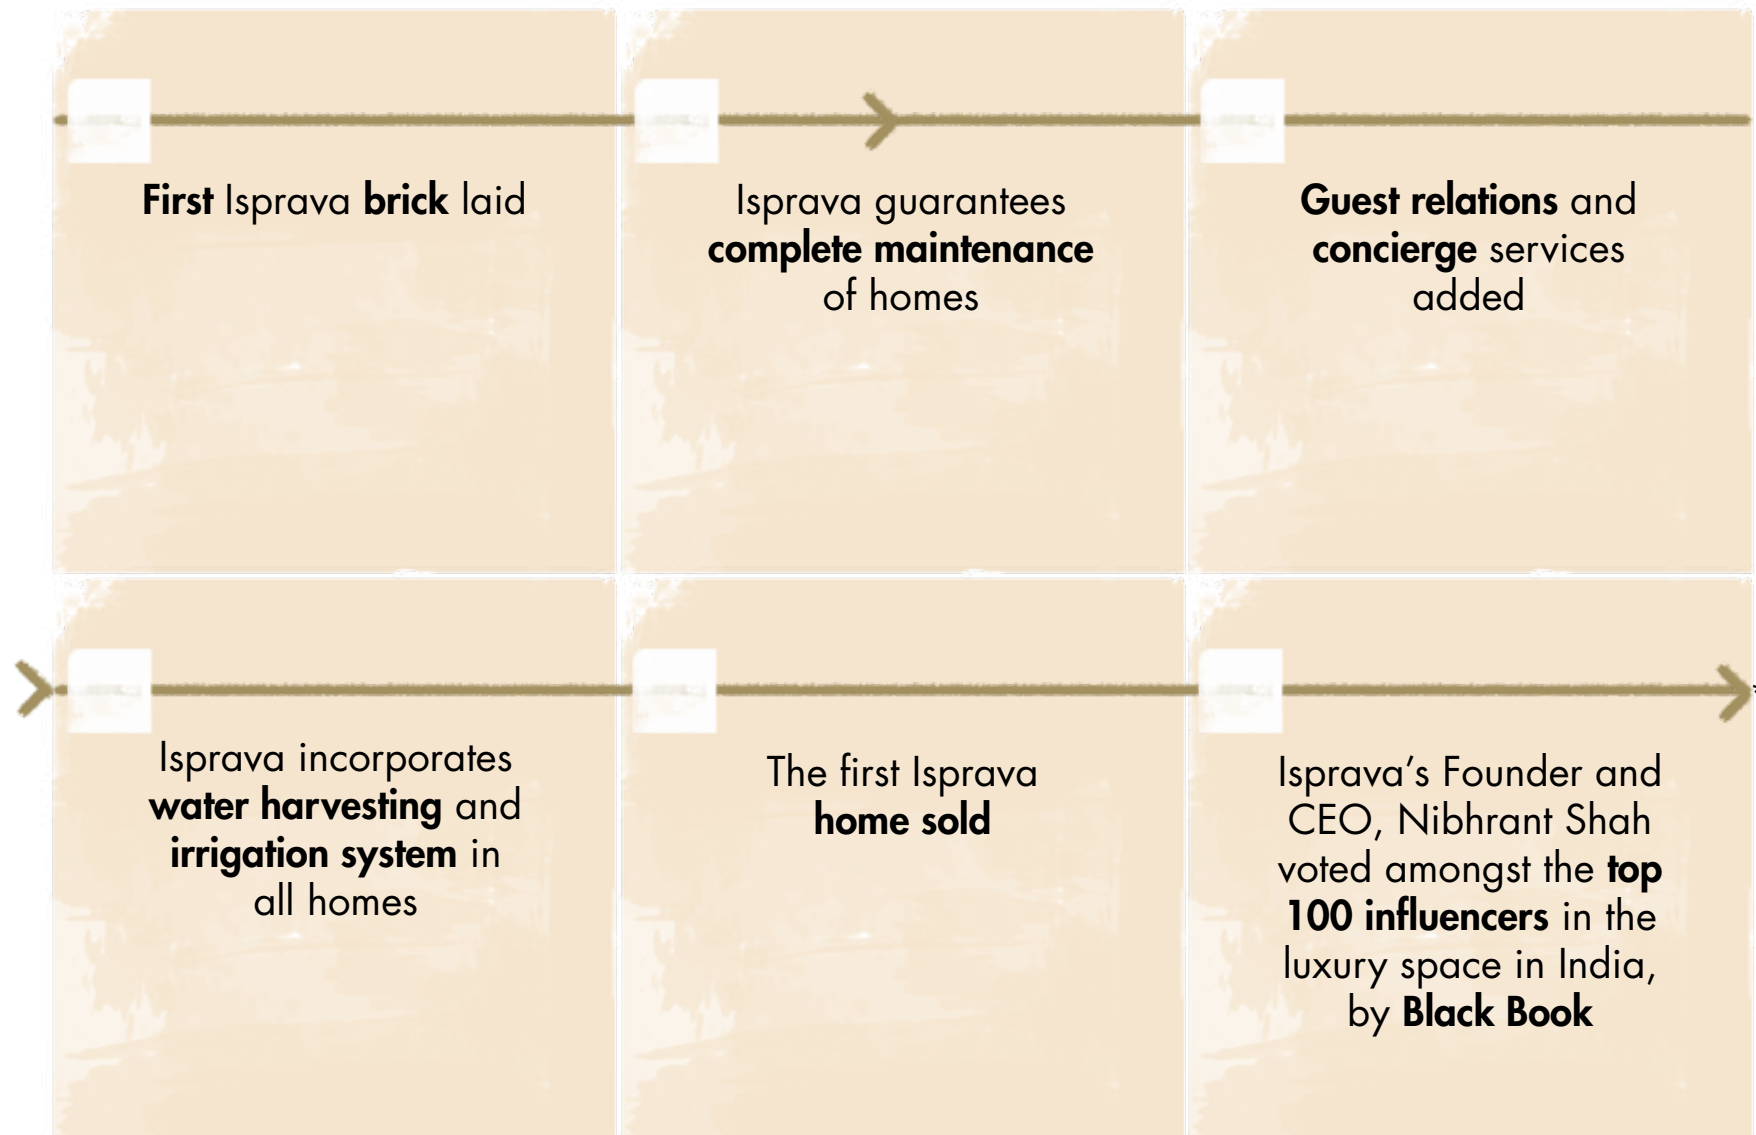 First Isprava brick laid
Isprava guarantees
complete maintenance
of homes
Guest relations and
concierge services
added
Isprava incorporates
water harvesting and
irrigation system in
all homes
The first Isprava
home sold
*
Isprava’s Founder and
CEO, Nibhrant Shah
voted amongst the top
100 influencers in the
luxury space in India,
by Black Book